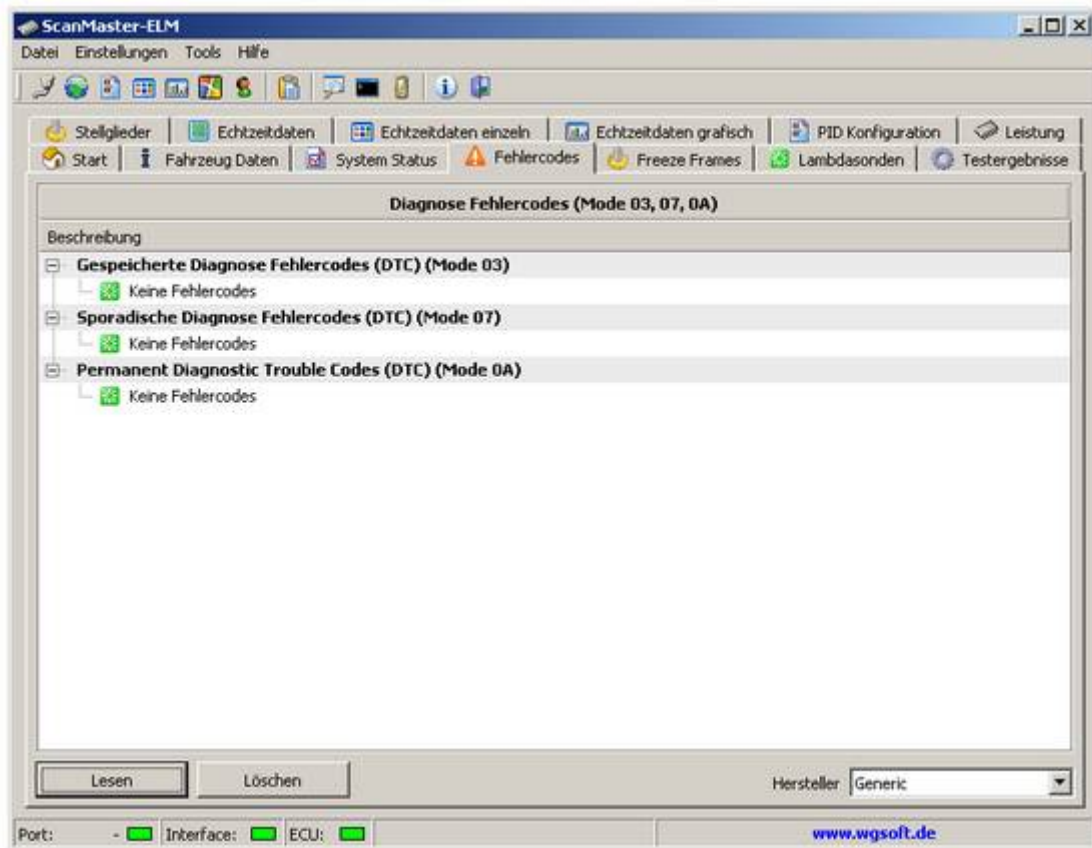 ScanMaster-ELM
Datei Einstellungen Tools Hilfe
Stellglieder Echtzeitdaten Echtzeitdaten einzeln Echtzeitdaten grafisch PID Konfiguration Leistung
Start Fahrzeug Daten System Status Fehlercodes Freeze Frames Lambdasonden Testergebnisse
Diagnose Fehlercodes (Mode 03, 07, 0A)
Beschreibung
Gespeicherte Diagnose Fehlercodes (DTC) (Mode 03)
Keine Fehlercodes
Sporadische Diagnose Fehlercodes (DTC) (Mode 07)
Keine Fehlercodes
Permanent Diagnostic Trouble Codes (DTC) (Mode 0A)
Keine Fehlercodes
Lesen Löschen Hersteller Generic
Port: - Interface: ECU: www.wgsoft.de